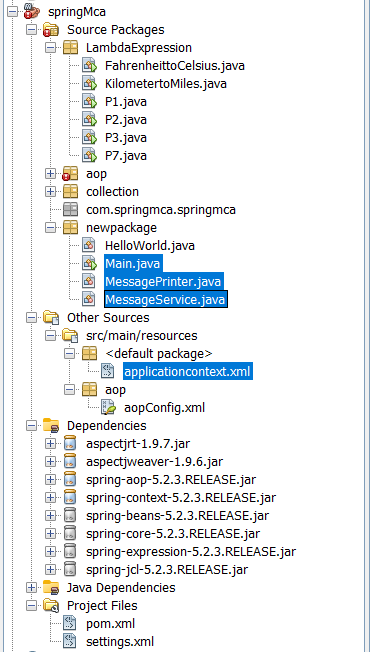 springMca
Source Packages
LambdaExpression
FahrenheittoCelsius.java
KilometertoMiles.java
P1.java
P2.java
P3.java
P7.java
aop
collection
com.springmca.springmca
newpackage
HelloWorld.java
Main.java
MessagePrinter.java
MessageService.java
Other Sources
src/main/resources
<default package>
applicationcontext.xml
aop
aopConfig.xml
Dependencies
aspectjrt-1.9.7.jar
aspectjweaver-1.9.6.jar
spring-aop-5.2.3.RELEASE.jar
spring-context-5.2.3.RELEASE.jar
spring-beans-5.2.3.RELEASE.jar
spring-core-5.2.3.RELEASE.jar
spring-expression-5.2.3.RELEASE.jar
spring-jcl-5.2.3.RELEASE.jar
Java Dependencies
Project Files
pom.xml
settings.xml